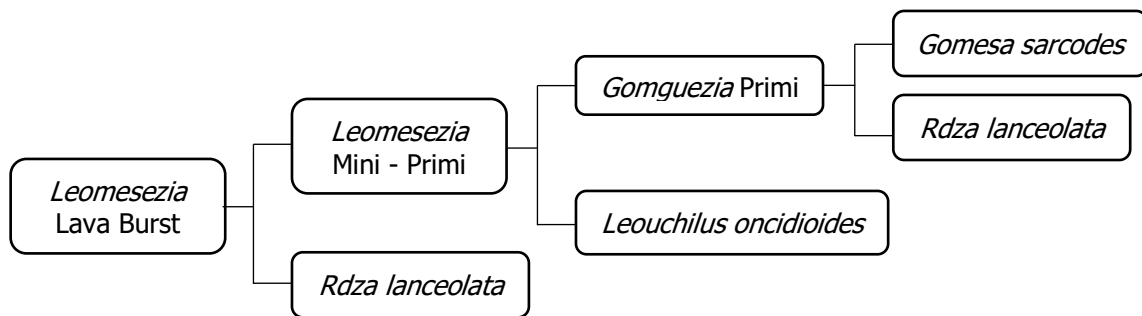 Gomesa sarcodes
Gomguezia Primi
Leomesezia
Mini - Primi
Rdza lanceolata
Leomesezia
Lava Burst
Leouchilus oncidioides
Rdza lanceolata